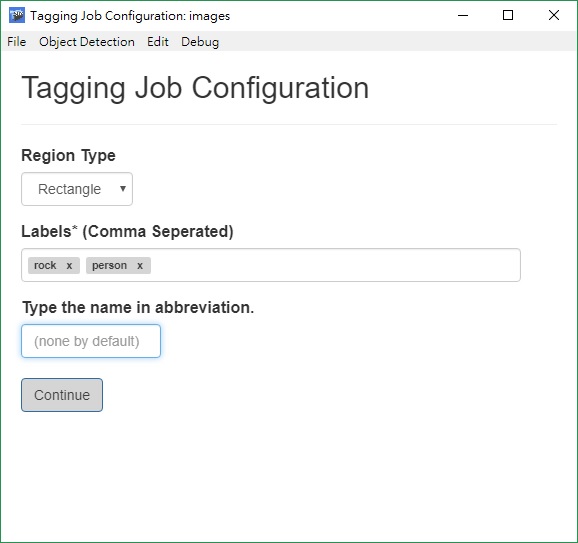 Tagging Job Configuration: images
File Object Detection Edit Debug
Tagging Job Configuration
Region Type
Rectangle
Labels* (Comma Seperated)
rock x person x
Type the name in abbreviation.
(none by default)
Continue